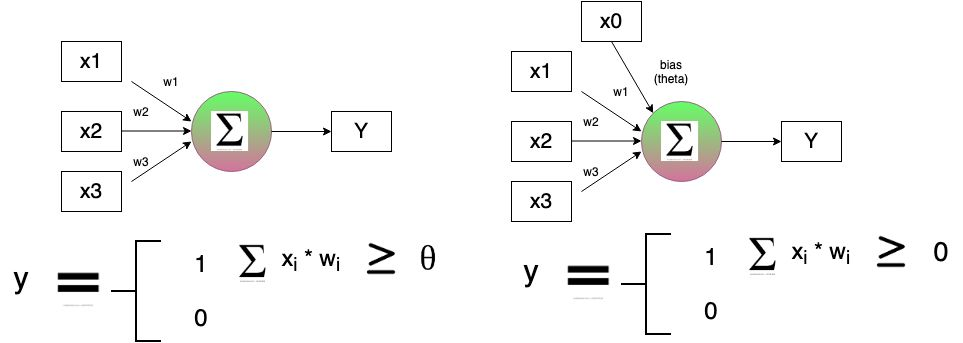 x0
x1
w1
x2
w2
x3
w3
Σ
Y
x1
bias
(theta)
w1
x2
w2
x3
w3
Σ
Y
y = 1 Σ xi * wi ≥ θ
0
y = 1 Σ xi * wi ≥ 0
0